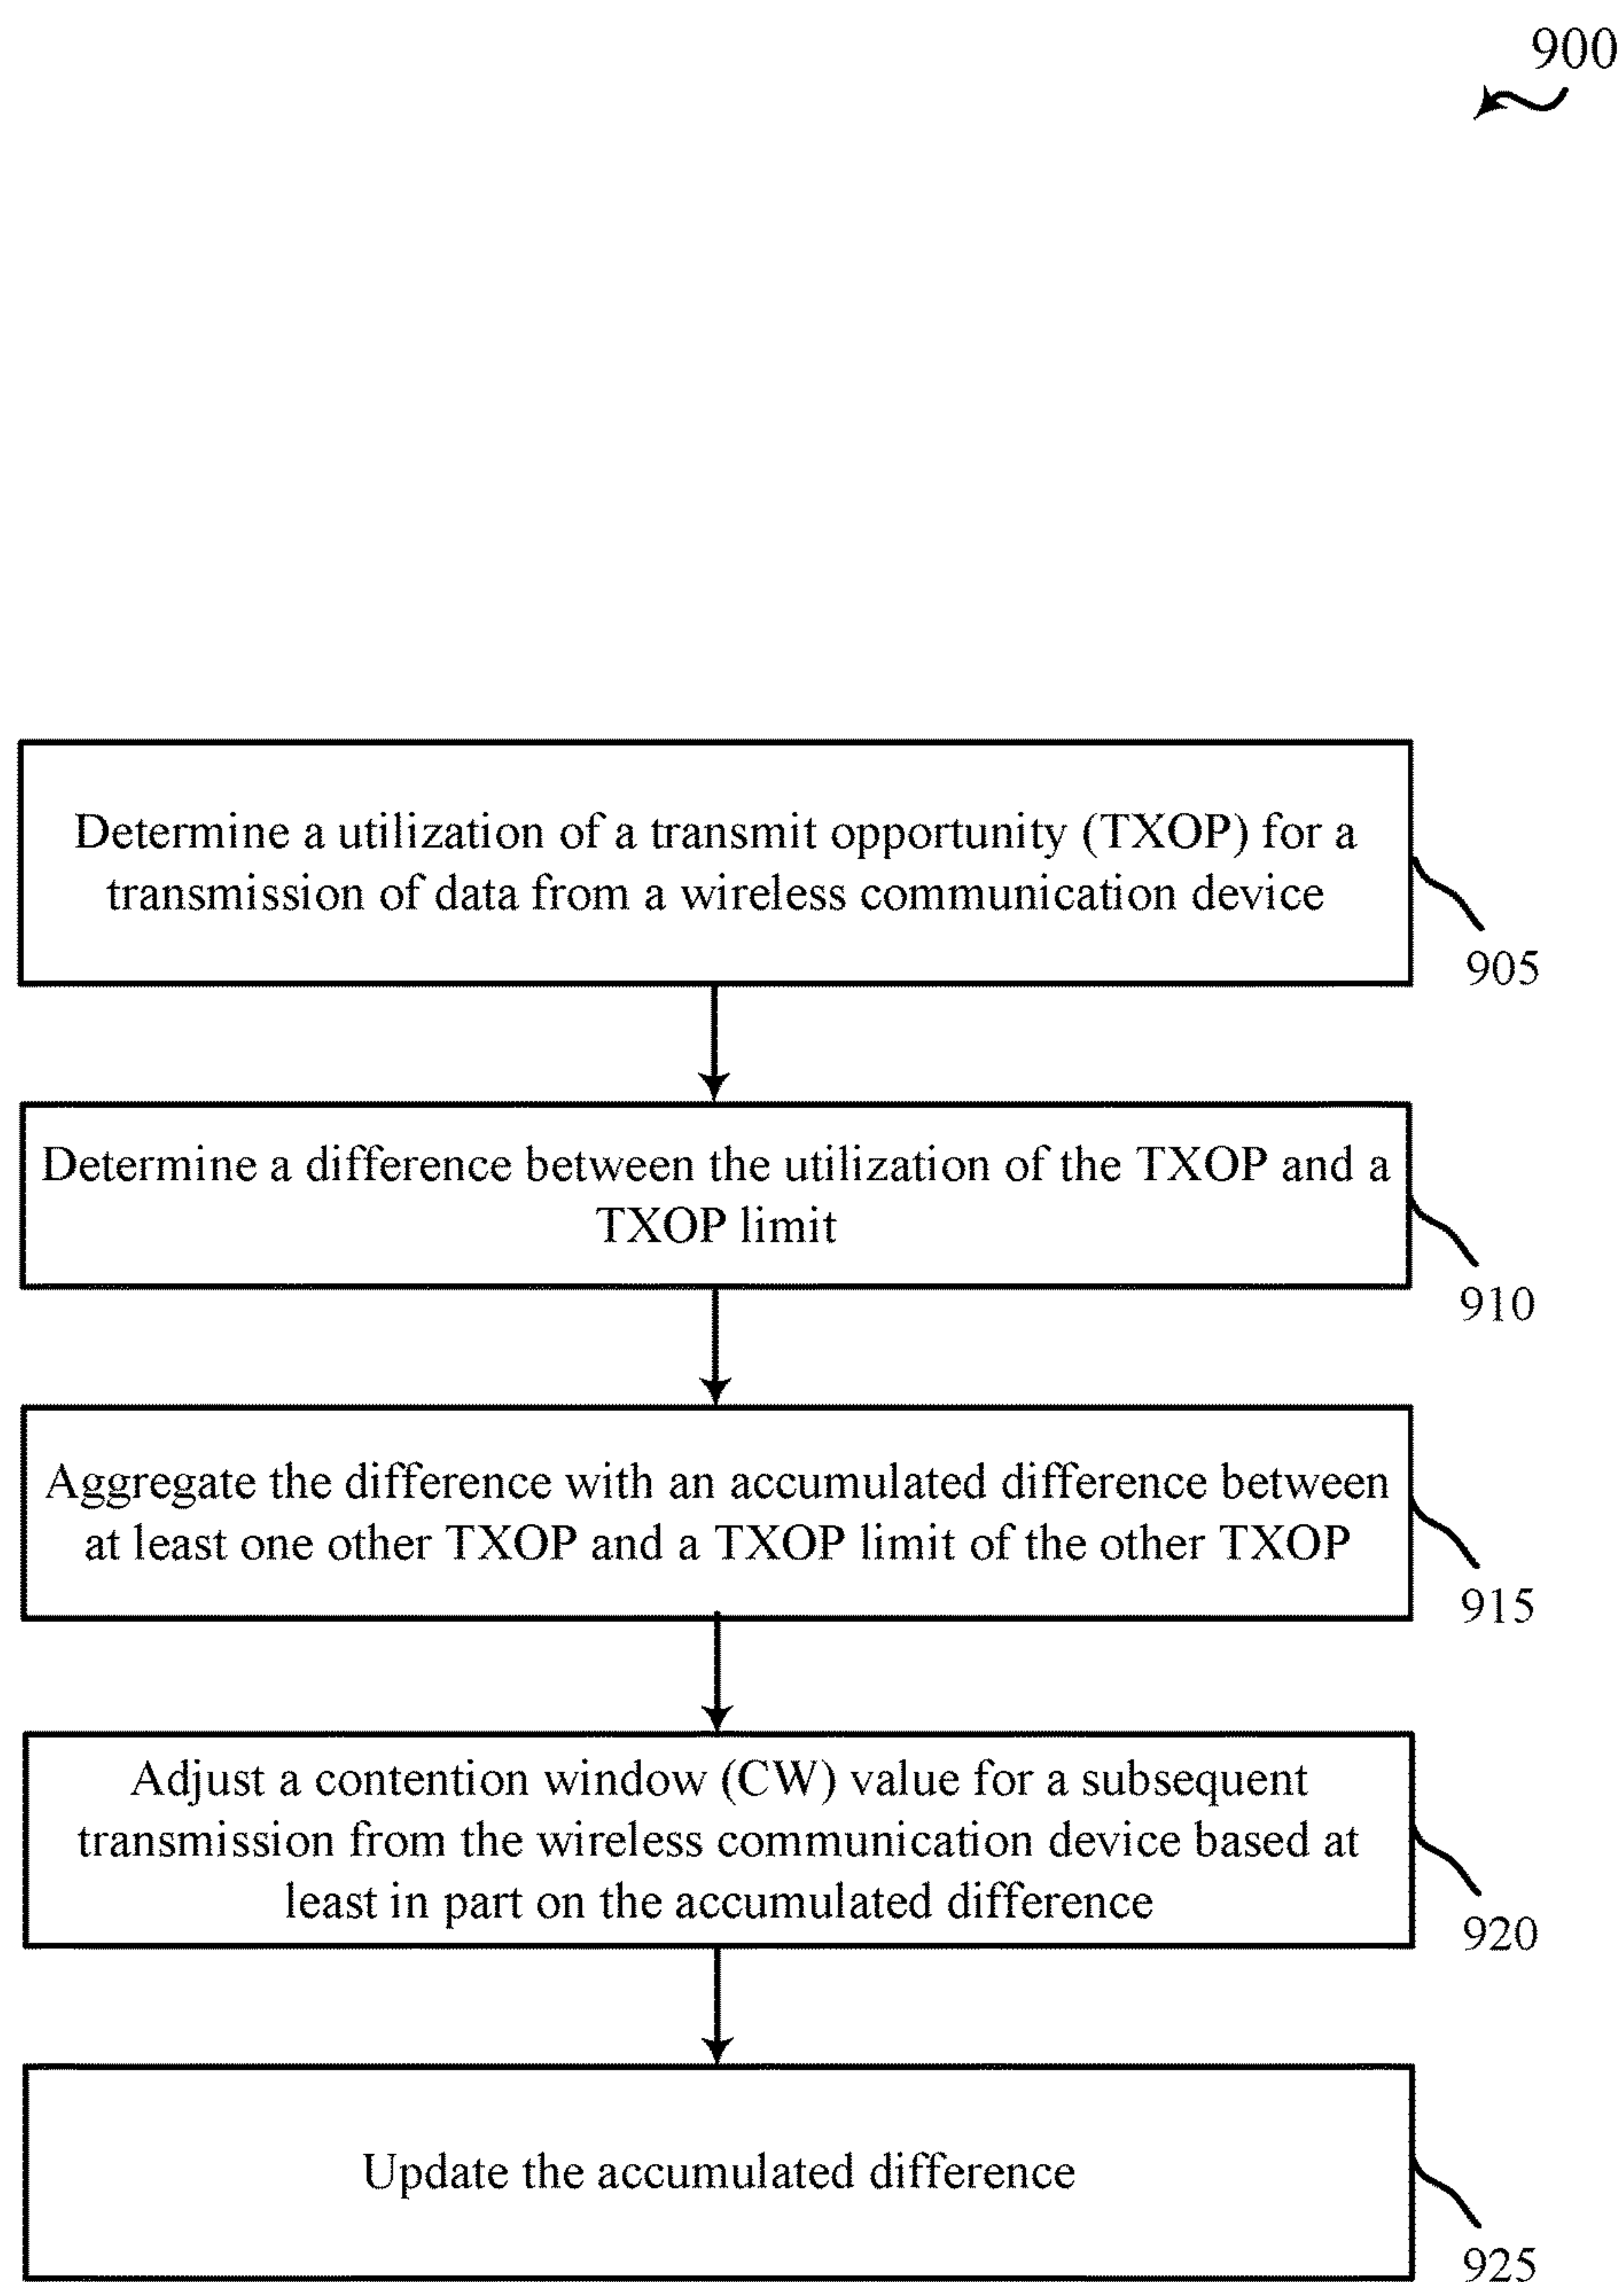 900
Determine a utilization of a transmit opportunity (TXOP) for a
transmission of data from a wireless communication device
905
Determine a difference between the utilization of the TXOP and a
TXOP limit
910
Aggregate the difference with an accumulated difference between
at least one other TXOP and a TXOP limit of the other TXOP
915
Adjust a contention window (CW) value for a subsequent
transmission from the wireless communication device based at
least in part on the accumulated difference
920
Update the accumulated difference
925